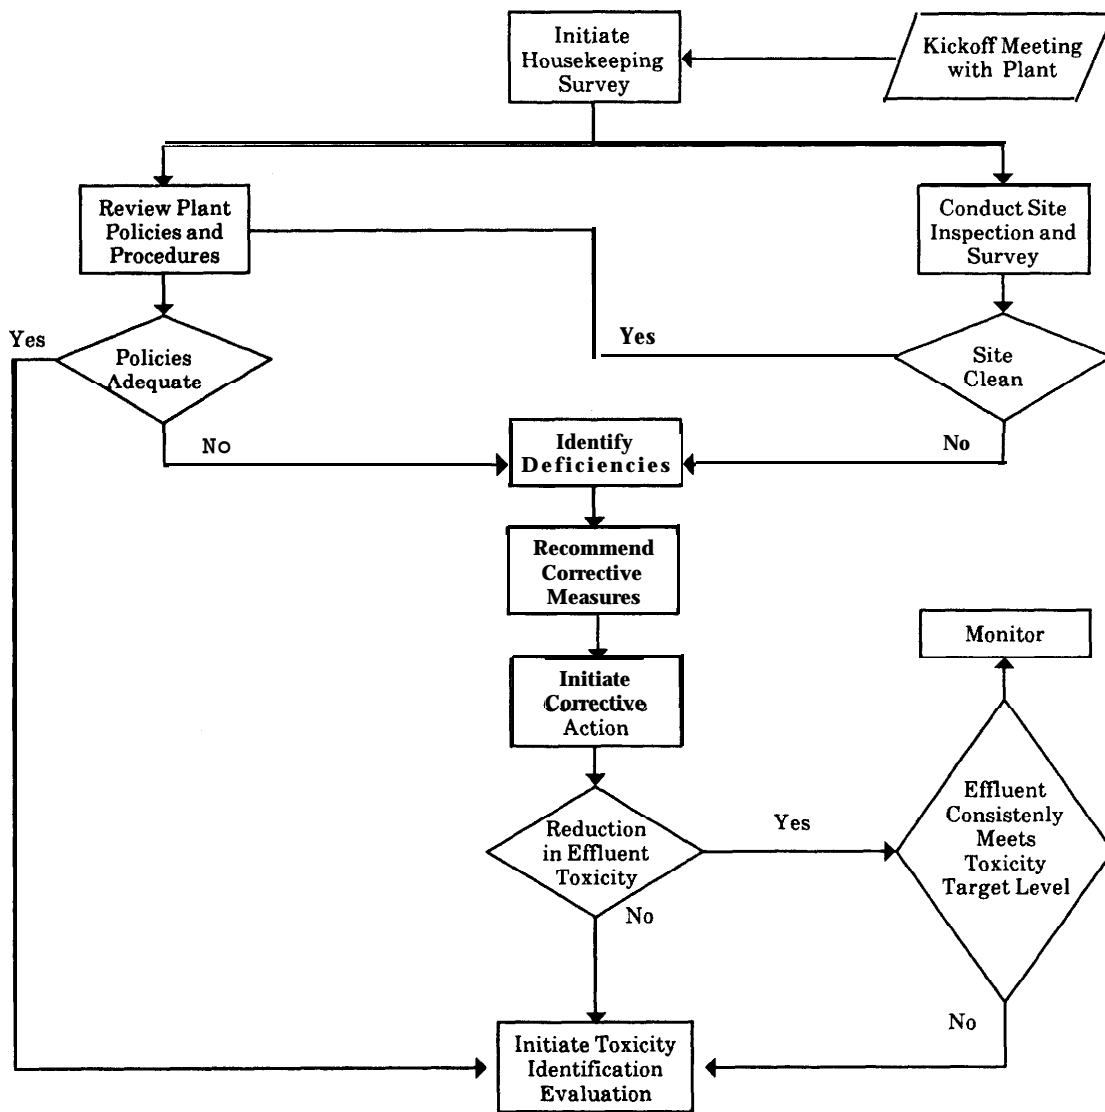 Initiate
Housekeeping
Survey
Kickoff Meeting
with Plant
Review Plant
Policies and
Procedures
Conduct Site
Inspection and
Survey
Yes
Policies
Adequate
Yes
Site
Clean
No
Identify
Deficiencies
No
Recommend
Corrective
Measures
Monitor
Initiate
Corrective
Action
Reduction
in Effluent
Toxicity
Yes
Effluent
Consistenly
Meets
Toxicity
Target Level
No
No
Initiate Toxicity
Identification
Evaluation